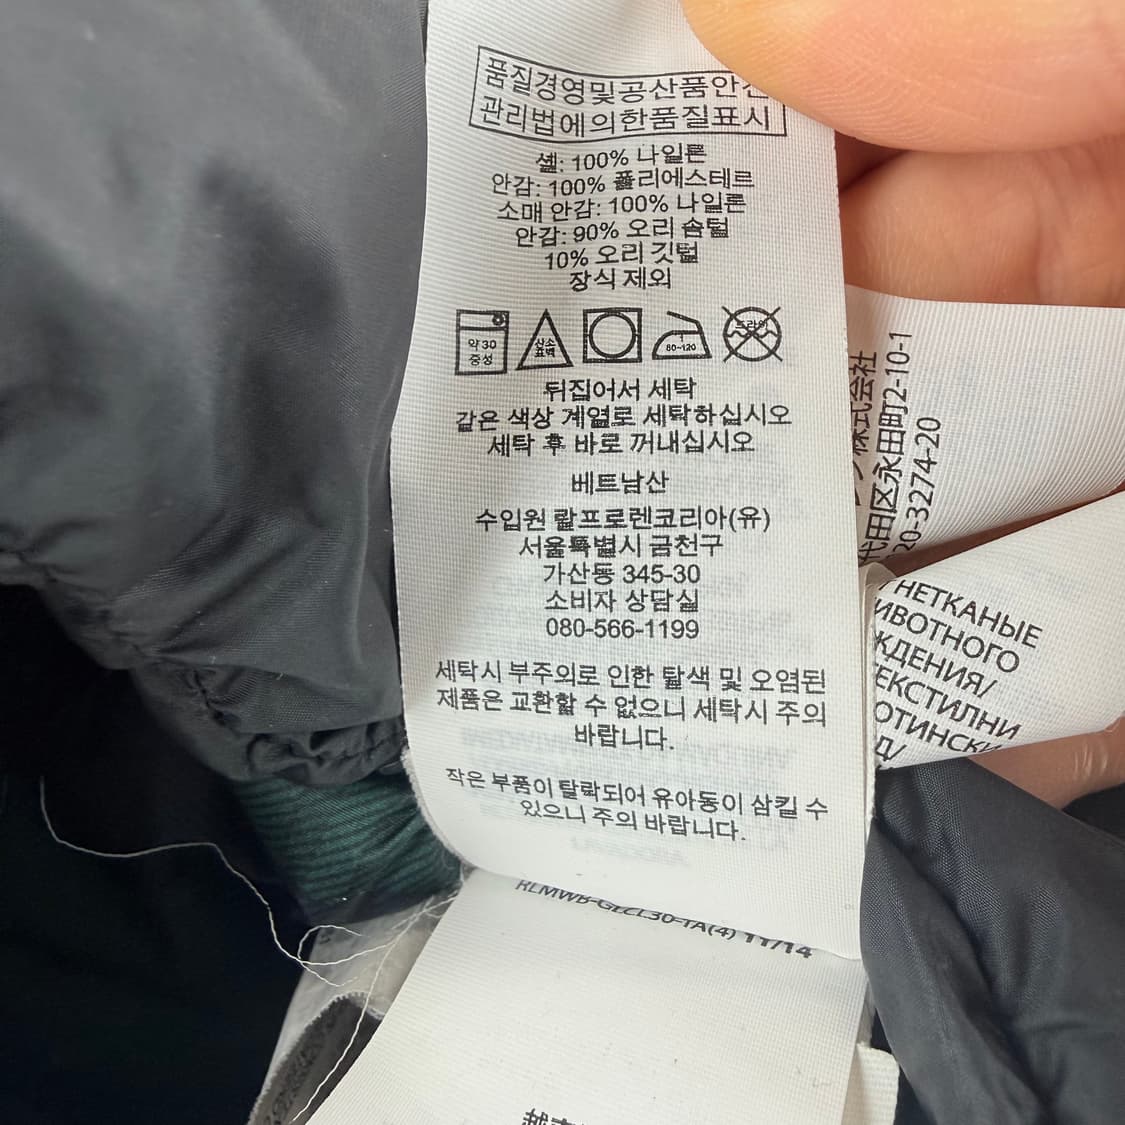 품질경영및공산품안전
관리법에의한품질표시
셸: 100% 나일론
안감: 100% 폴리에스테르
소매 안감: 100% 나일론
안감: 90% 오리 솜털
10% 오리 깃털
장식 제외
약 30
중성
산소
표백
80~120
드라이
뒤집어서 세탁
같은 색상 계열로 세탁하십시오
세탁 후 바로 꺼내십시오
베트남산
수입원 랄프로렌코리아(유)
서울특별시 금천구
가산동 345-30
소비자 상담실
080-566-1199
세탁시 부주의로 인한 탈색 및 오염된
제품은 교환할 수 없으니 세탁시 주의
바랍니다.
작은 부품이 탈락되어 유아동이 삼킬 수
있으니 주의 바랍니다.
RLMWB-GLCL30-TA(4) 11/14
株式会社
代田区永田町2-10-1
20-3274-20
НЕТКАНЫЕ
ИВОТНОГО
ЖДЕНИЯ/
ЕКСТИЛНИ
ОТИНСКИ
Д/